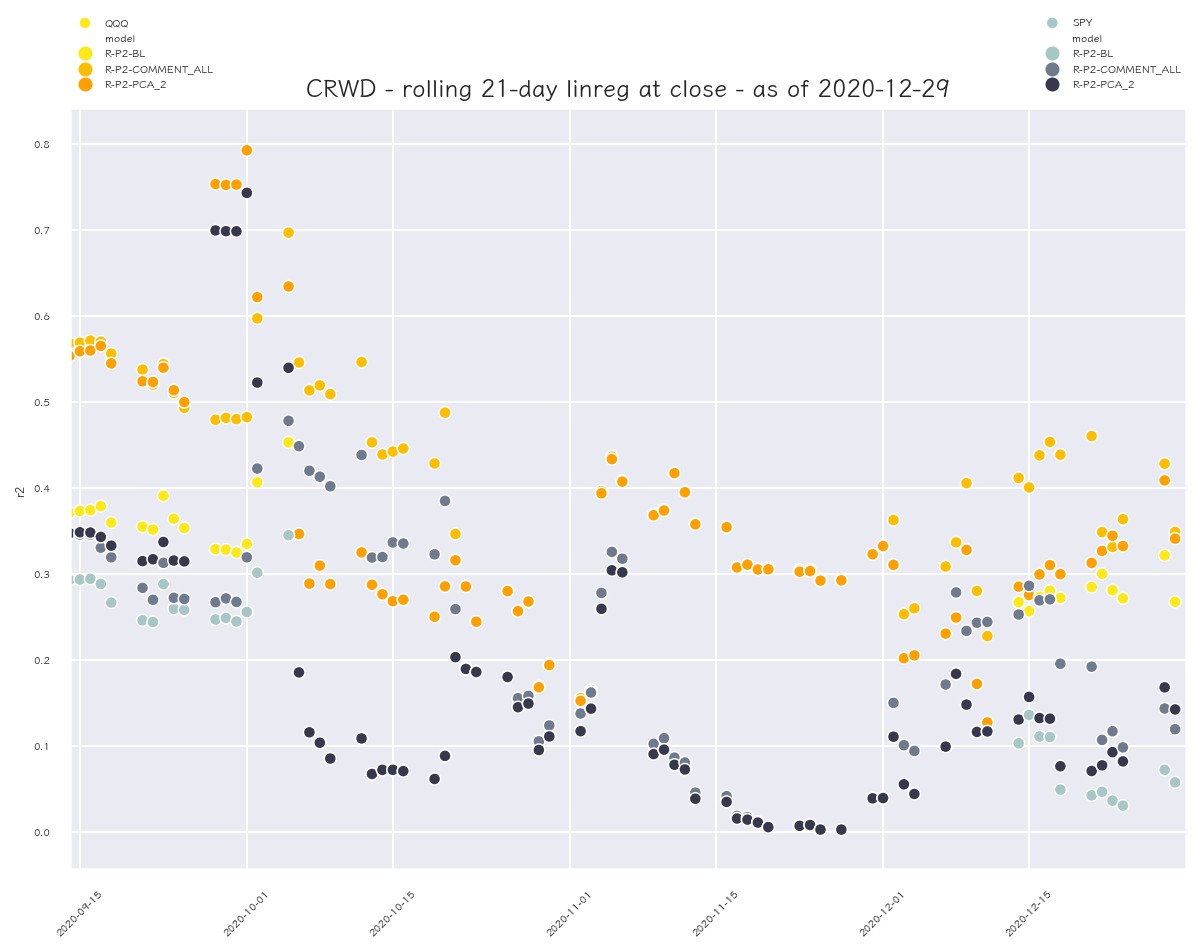 QQQ
model
R-P2-BL
R-P2-COMMENT_ALL
R-P2-PCA_2
SPY
model
R-P2-BL
R-P2-COMMENT_ALL
R-P2-PCA_2
CRWD - rolling 21-day linreg at close - as of 2020-12-29
r2
0.8
0.7
0.6
0.5
0.4
0.3
0.2
0.1
0.0
2020-09-15
2020-10-01
2020-10-15
2020-11-01
2020-11-15
2020-12-01
2020-12-15